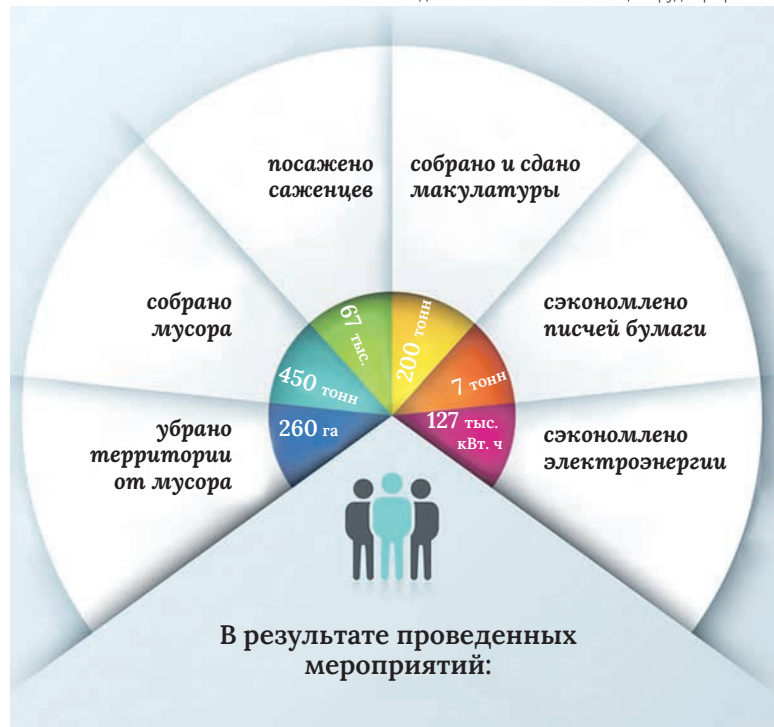 посажено
саженцев
собрано и сдано
макулатуры
собрано
мусора
сэкономлено
писчей бумаги
убрано
территории
от мусора
сэкономлено
электроэнергии
260 га
450 тонн
67
тыс.
200 тонн
7 тонн
127 тыс.
кВт. ч
В результате проведенных
мероприятий: